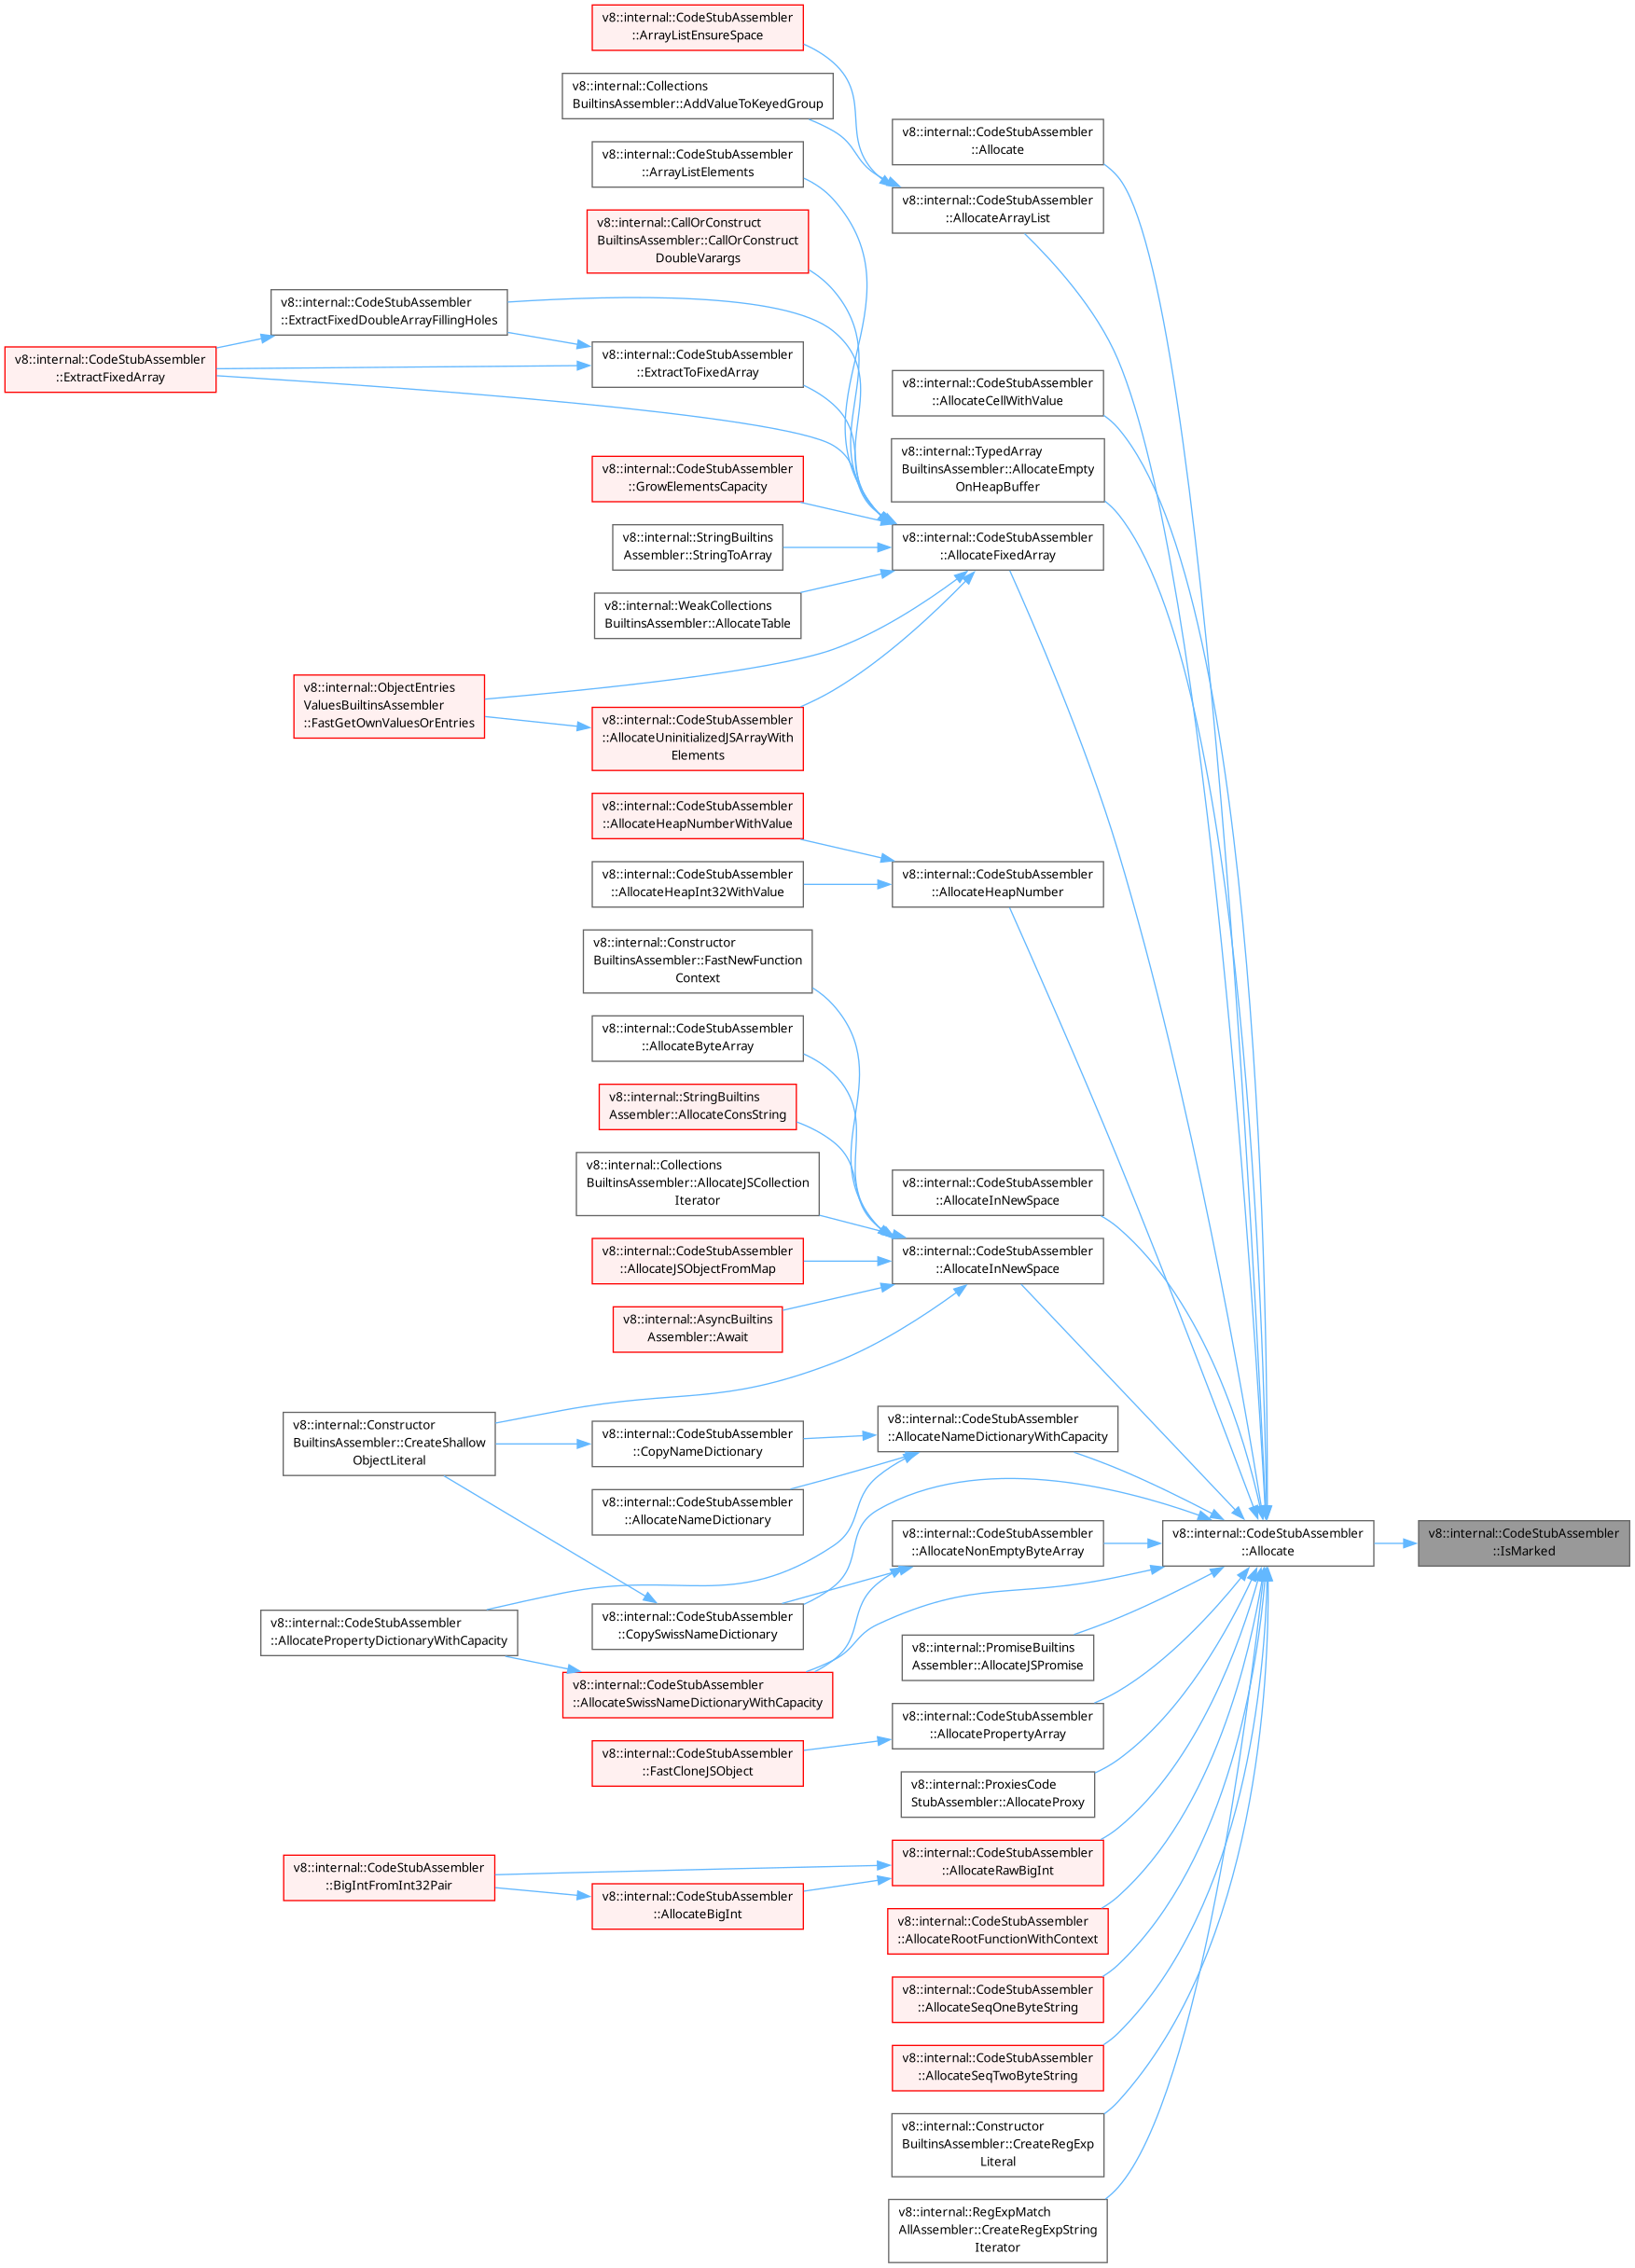 v8::internal::CodeStubAssembler
::ArrayListEnsureSpace
v8::internal::Collections
BuiltinsAssembler::AddValueToKeyedGroup
v8::internal::CodeStubAssembler
::Allocate
v8::internal::CodeStubAssembler
::ArrayListElements
v8::internal::CodeStubAssembler
::AllocateArrayList
v8::internal::CallOrConstruct
BuiltinsAssembler::CallOrConstruct
DoubleVarargs
v8::internal::CodeStubAssembler
::ExtractFixedDoubleArrayFillingHoles
v8::internal::CodeStubAssembler
::ExtractFixedArray
v8::internal::CodeStubAssembler
::ExtractToFixedArray
v8::internal::CodeStubAssembler
::AllocateCellWithValue
v8::internal::TypedArray
BuiltinsAssembler::AllocateEmpty
OnHeapBuffer
v8::internal::CodeStubAssembler
::GrowElementsCapacity
v8::internal::StringBuiltins
Assembler::StringToArray
v8::internal::CodeStubAssembler
::AllocateFixedArray
v8::internal::WeakCollections
BuiltinsAssembler::AllocateTable
v8::internal::ObjectEntries
ValuesBuiltinsAssembler
::FastGetOwnValuesOrEntries
v8::internal::CodeStubAssembler
::AllocateUninitializedJSArrayWith
Elements
v8::internal::CodeStubAssembler
::AllocateHeapNumberWithValue
v8::internal::CodeStubAssembler
::AllocateHeapInt32WithValue
v8::internal::CodeStubAssembler
::AllocateHeapNumber
v8::internal::Constructor
BuiltinsAssembler::FastNewFunction
Context
v8::internal::CodeStubAssembler
::AllocateByteArray
v8::internal::StringBuiltins
Assembler::AllocateConsString
v8::internal::Collections
BuiltinsAssembler::AllocateJSCollection
Iterator
v8::internal::CodeStubAssembler
::AllocateInNewSpace
v8::internal::CodeStubAssembler
::AllocateJSObjectFromMap
v8::internal::CodeStubAssembler
::AllocateInNewSpace
v8::internal::AsyncBuiltins
Assembler::Await
v8::internal::Constructor
BuiltinsAssembler::CreateShallow
ObjectLiteral
v8::internal::CodeStubAssembler
::CopyNameDictionary
v8::internal::CodeStubAssembler
::AllocateNameDictionaryWithCapacity
v8::internal::CodeStubAssembler
::AllocateNameDictionary
v8::internal::CodeStubAssembler
::AllocateNonEmptyByteArray
v8::internal::CodeStubAssembler
::Allocate
v8::internal::CodeStubAssembler
::IsMarked
v8::internal::CodeStubAssembler
::AllocatePropertyDictionaryWithCapacity
v8::internal::CodeStubAssembler
::CopySwissNameDictionary
v8::internal::PromiseBuiltins
Assembler::AllocateJSPromise
v8::internal::CodeStubAssembler
::AllocateSwissNameDictionaryWithCapacity
v8::internal::CodeStubAssembler
::AllocatePropertyArray
v8::internal::CodeStubAssembler
::FastCloneJSObject
v8::internal::ProxiesCode
StubAssembler::AllocateProxy
v8::internal::CodeStubAssembler
::BigIntFromInt32Pair
v8::internal::CodeStubAssembler
::AllocateRawBigInt
v8::internal::CodeStubAssembler
::AllocateBigInt
v8::internal::CodeStubAssembler
::AllocateRootFunctionWithContext
v8::internal::CodeStubAssembler
::AllocateSeqOneByteString
v8::internal::CodeStubAssembler
::AllocateSeqTwoByteString
v8::internal::Constructor
BuiltinsAssembler::CreateRegExp
Literal
v8::internal::RegExpMatch
AllAssembler::CreateRegExpString
Iterator